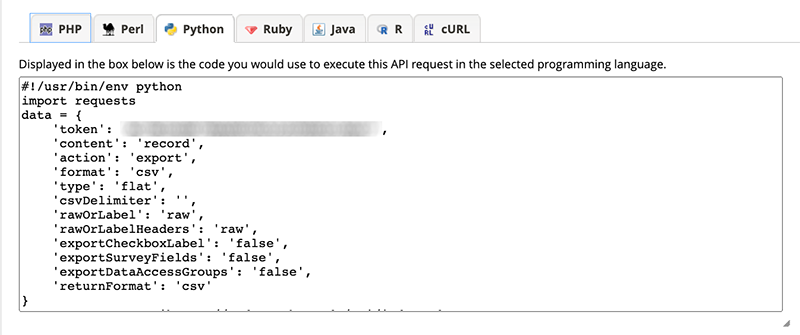 PHP Perl Python Ruby Java R cURL
Displayed in the box below is the code you would use to execute this API request in the selected programming language.
#!/usr/bin/env python
import requests
data = {
    'token': ,
    'content': 'record',
    'action': 'export',
    'format': 'csv',
    'type': 'flat',
    'csvDelimiter': '',
    'rawOrLabel': 'raw',
    'rawOrLabelHeaders': 'raw',
    'exportCheckboxLabel': 'false',
    'exportSurveyFields': 'false',
    'exportDataAccessGroups': 'false',
    'returnFormat': 'csv'
}